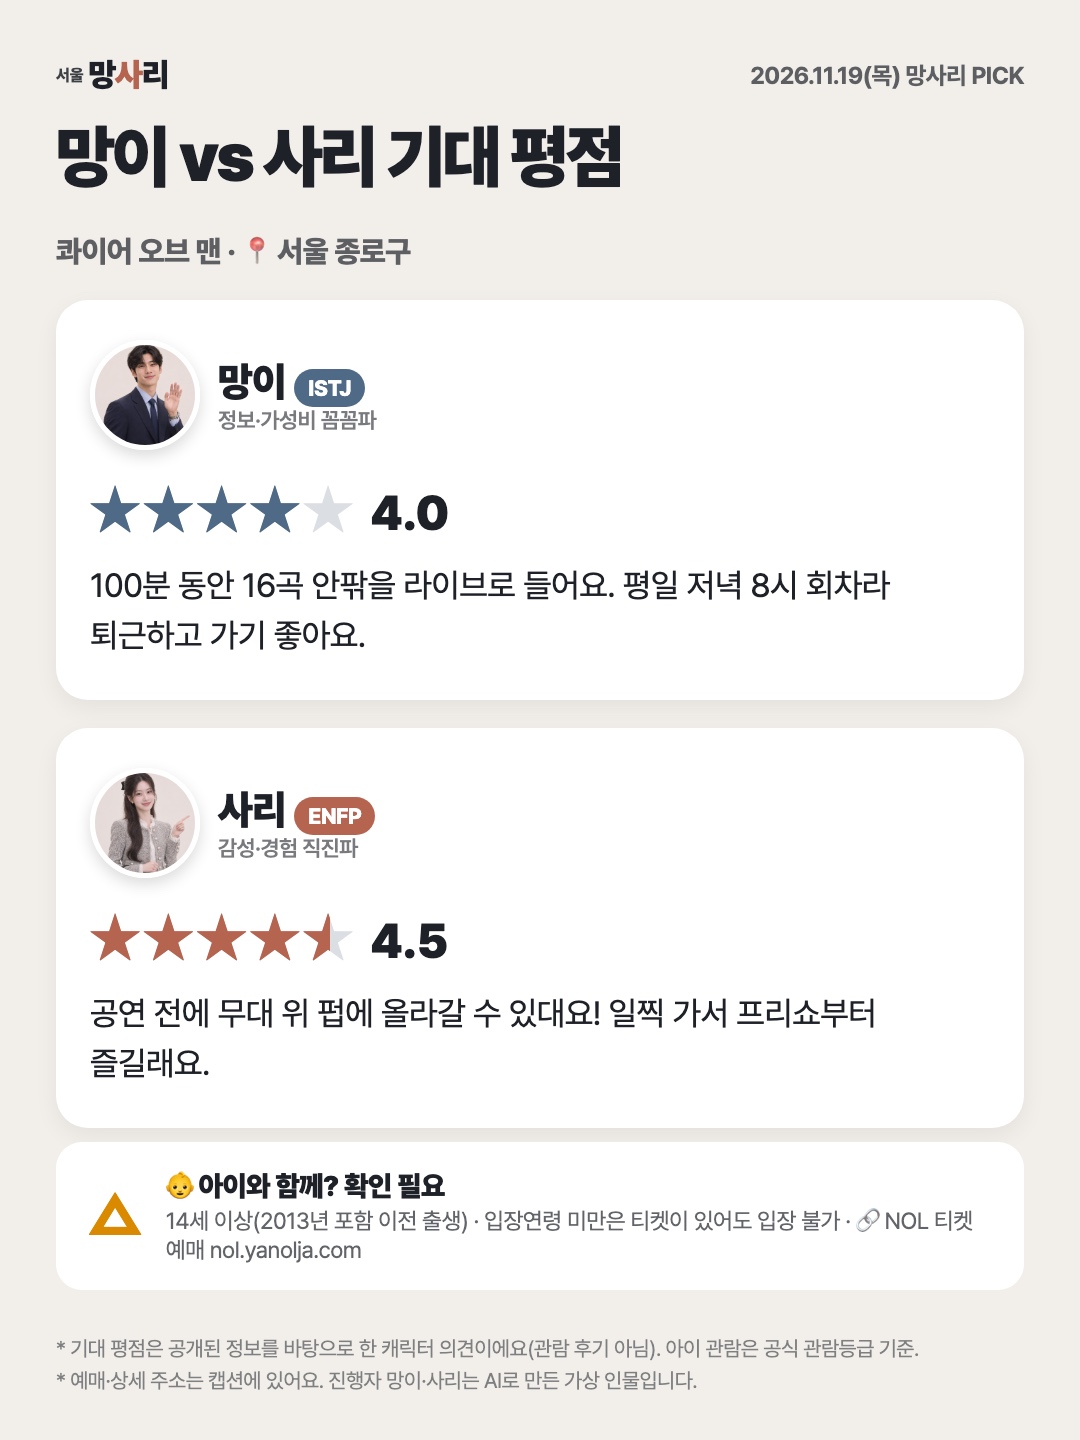 서울 망사리
2026.11.19(목) 망사리 PICK
망이 vs 사리 기대 평점
콰이어 오브 맨 · 📍 서울 종로구
망이 ISTJ
정보·가성비 꼼꼼파
4.0
100분 동안 16곡 안팎을 라이브로 들어요. 평일 저녁 8시 회차라
퇴근하고 가기 좋아요.
사리 ENFP
감성·경험 직진파
4.5
공연 전에 무대 위 펍에 올라갈 수 있대요! 일찍 가서 프리쇼부터
즐길래요.
👶 아이와 함께? 확인 필요
14세 이상(2013년 포함 이전 출생) · 입장연령 미만은 티켓이 있어도 입장 불가 · 🔗 NOL 티켓
예매 nol.yanolja.com
* 기대 평점은 공개된 정보를 바탕으로 한 캐릭터 의견이에요(관람 후기 아님). 아이 관람은 공식 관람등급 기준.
* 예매·상세 주소는 캡션에 있어요. 진행자 망이·사리는 AI로 만든 가상 인물입니다.